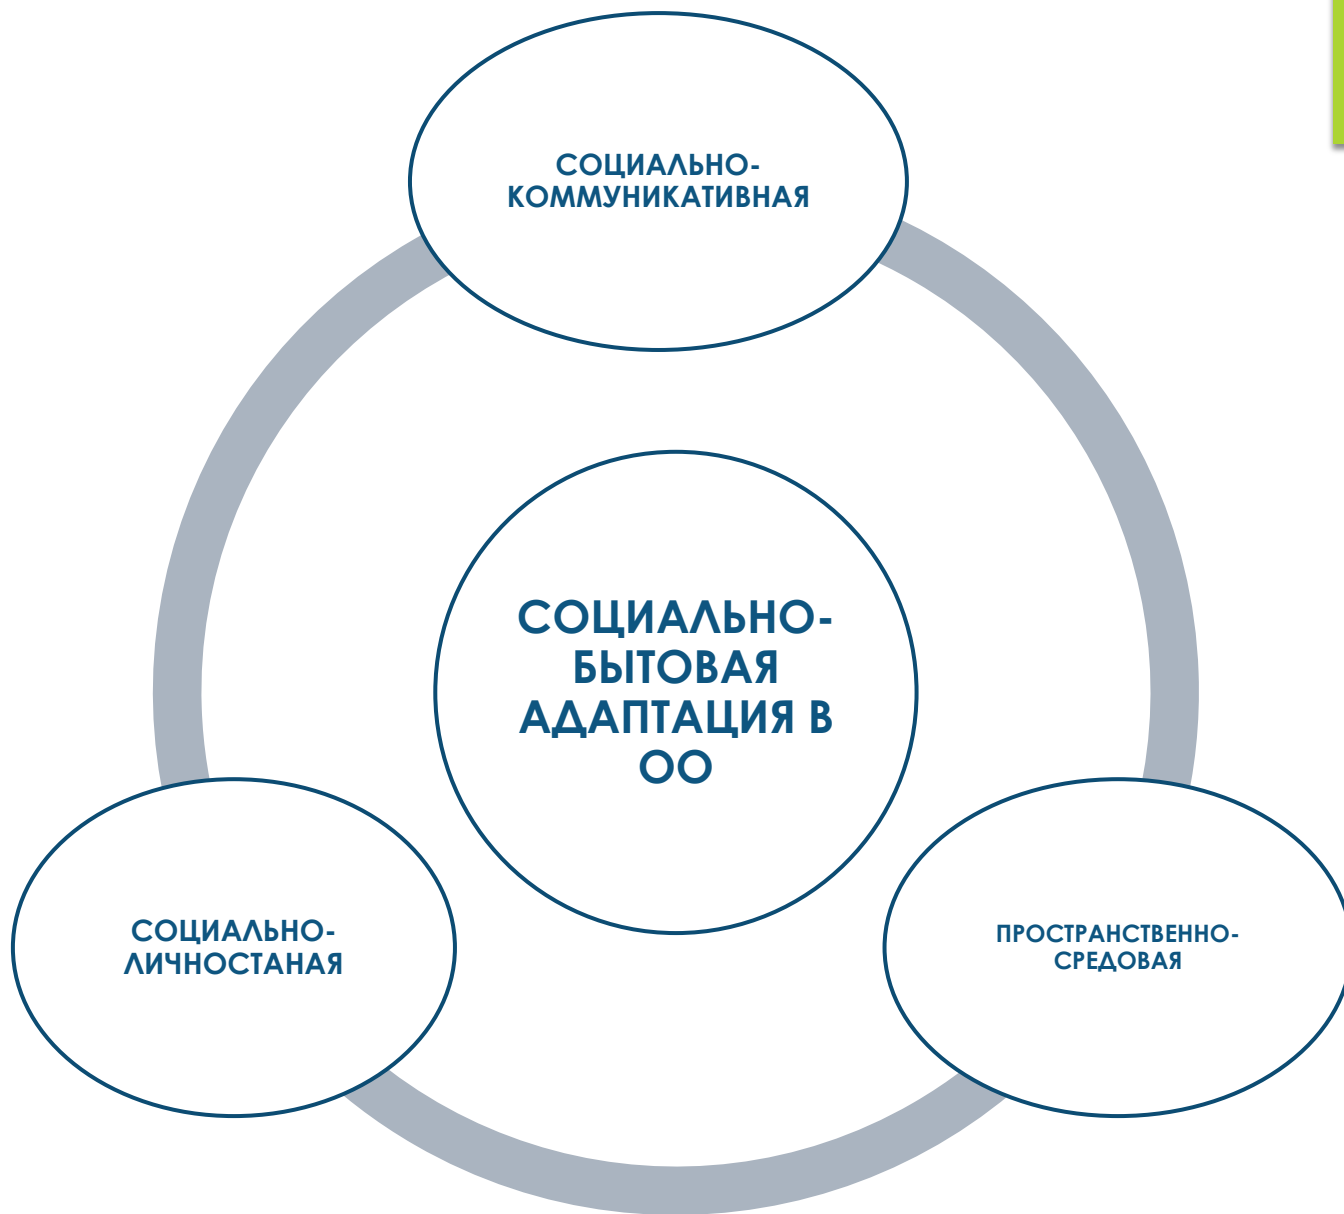 СОЦИАЛЬНО-
КОММУНИКАТИВНАЯ
СОЦИАЛЬНО-
БЫТОВАЯ
АДАПТАЦИЯ В
ОО
СОЦИАЛЬНО-
ЛИЧНОСТАНАЯ
ПРОСТРАНСТВЕННО-
СРЕДОВАЯ